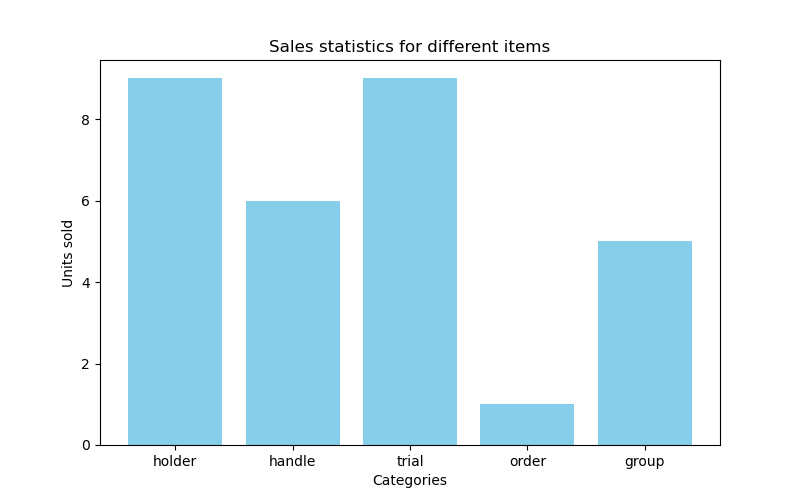 Sales statistics for different items
Units sold
8
6
4
2
0
holder handle trial order group
Categories